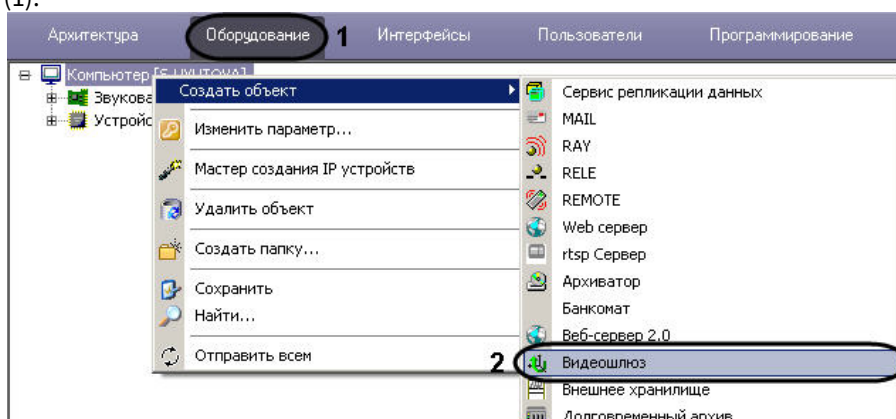 (1).
Архитектура Оборудование 1 Интерфейсы Пользователи Программирование
Компьютер
Создать объект
Изменить параметр...
Мастер создания IP устройств
Удалить объект
Создать папку...
Сохранить
Найти...
Отправить всем
Сервис репликации данных
MAIL
RAY
RELE
REMOTE
Web сервер
rtsp Сервер
Архиватор
Банкомат
Веб-сервер 2.0
2 Видеошлюз
Внешнее хранилище
Долговременный архив